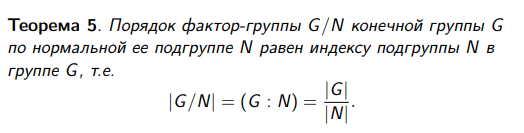 Теорема 5. Порядок фактор-группы G/N конечной группы G
по нормальной ее подгруппе N равен индексу подгруппы N в
группе G, т.е.
|G/N| = (G : N) = |G|/|N|.